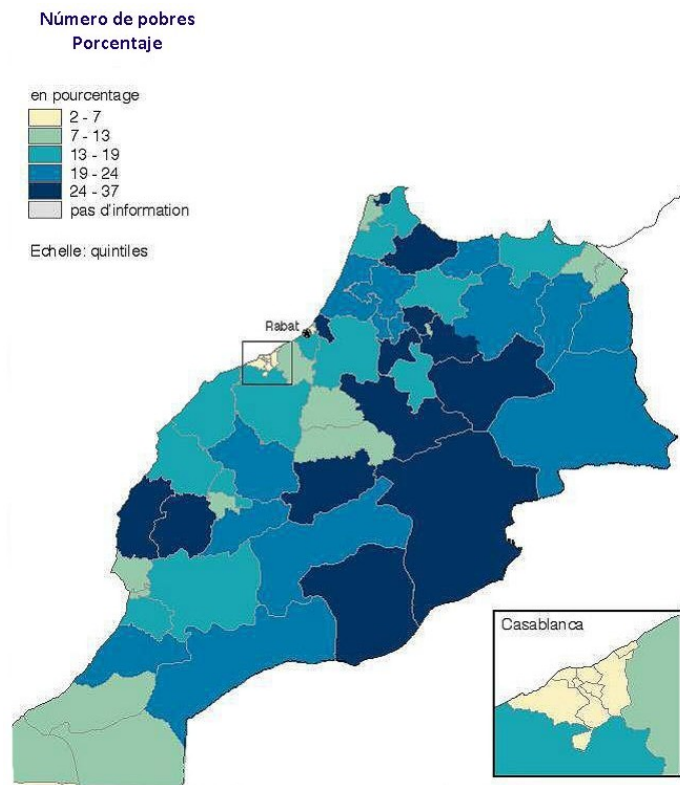 Número de pobres
Porcentaje
en pourcentage
2 - 7
7 - 13
13 - 19
19 - 24
24 - 37
pas d'information
Echelle: quintiles
Rabat
Casablanca